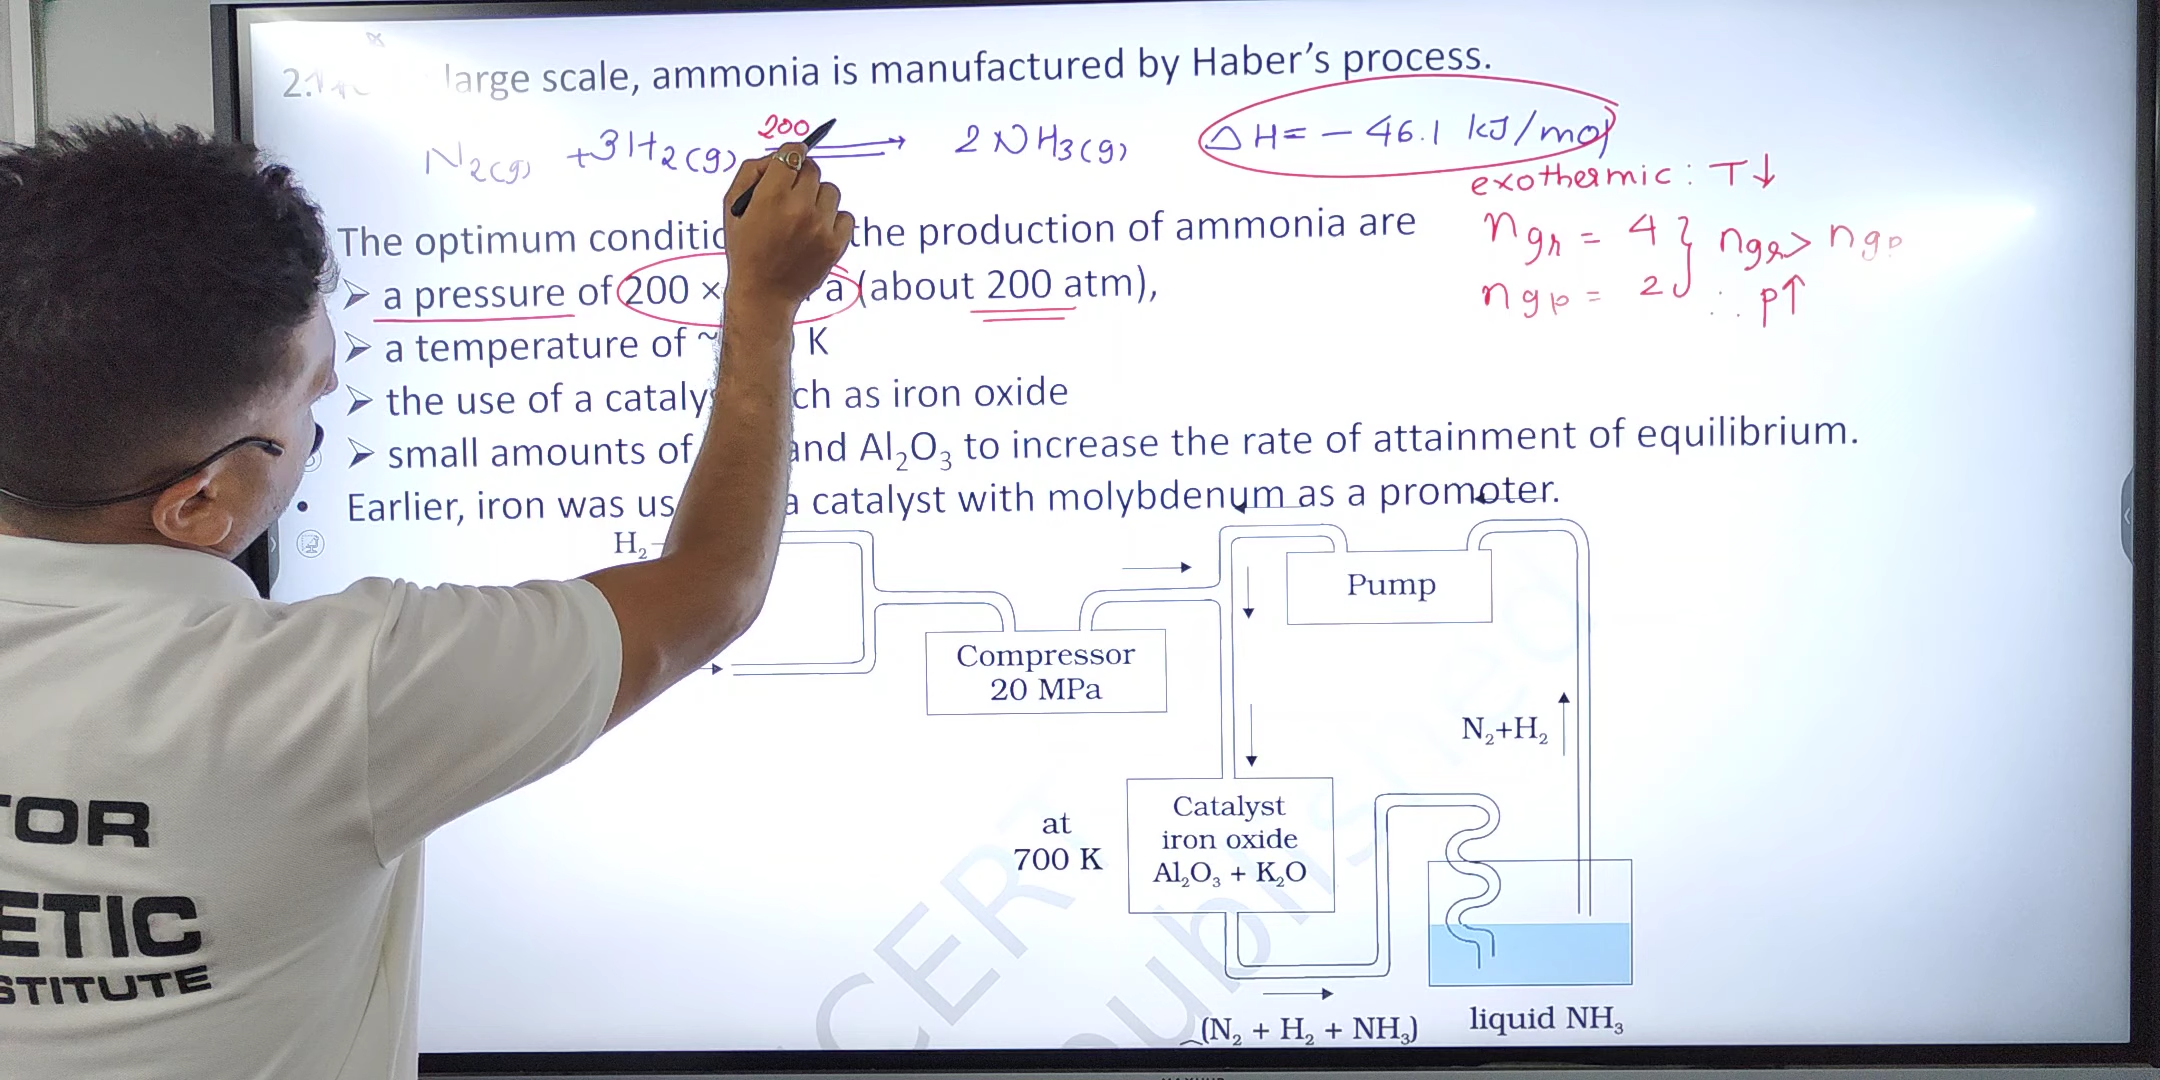 2. large scale, ammonia is manufactured by Haber's process.
200
N2(g) +3H2(g) ⇌ 2NH3(g) ΔH = - 46.1 kJ/mol
exothermic : T↓
The optimum the production of ammonia are
ngr = 4 } ngr > ngp
➤ a pressure of 200 × a (about 200 atm),
ngp = 2 ∴ p↑
➤ a temperature of ~ K
➤ the use of a as iron oxide
➤ small amounts of and Al₂O₃ to increase the rate of attainment of equilibrium.
• Earlier, iron was a catalyst with molybdenum as a promoter.
H₂
Pump
Compressor
20 MPa
N₂+H₂
at
700 K
Catalyst
iron oxide
Al₂O₃ + K₂O
(N₂ + H₂ + NH₃)
liquid NH₃
TOR
ETIC
STITUTE
CERT
published